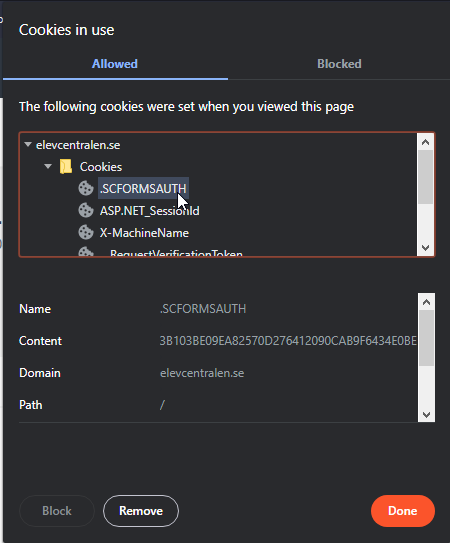 Cookies in use
Allowed Blocked
The following cookies were set when you viewed this page
elevcentralen.se
Cookies
.SCFORMSAUTH
ASP.NET_SessionId
X-MachineName
RequestVerificationToken
Name .SCFORMSAUTH
Content 3B103BE09EA82570D276412090CAB9F6434E0BE
Domain elevcentralen.se
Path /
Block Remove Done